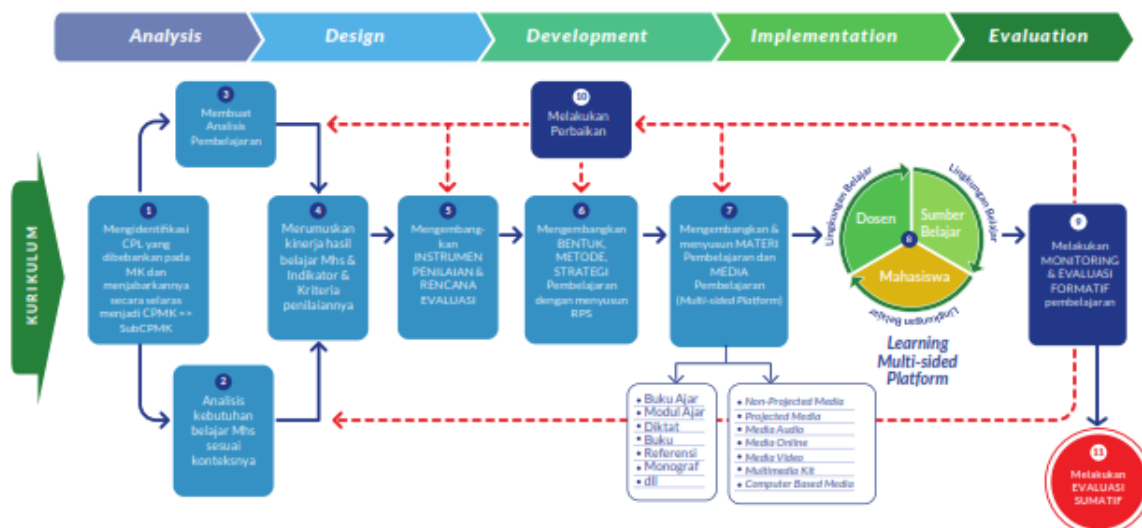 Analysis
Design
Development
Implementation
Evaluation
KURIKULUM
3
Membuat
Analisis
Pembelajaran
10
Melakukan
Perbaikan
1
Mengidentifikasi
CPL yang
dibebankan pada
MK dan
menjabarkannya
secara selaras
menjadi CPMK =>
SubCPMK
4
Merumuskan
kinerja hasil
belajar Mhs &
Indikator &
Kriteria
penilaiannya
5
Mengembang-
kan
INSTRUMEN
PENILAIAN &
RENCANA
EVALUASI
6
Mengembangkan
BENTUK,
METODE,
STRATEGI
Pembelajaran
dengan menyusun
RPS
7
Mengembangkan &
menyusun MATERI
Pembelajaran dan
MEDIA
Pembelajaran
(Multi-sided Platform)
Lingkungan Belajar
Lingkungan Belajar
Dosen
Sumber
Belajar
8
Mahasiswa
Lingkungan Belajar
Learning
Multi-sided
Platform
9
Melakukan
MONITORING
& EVALUASI
FORMATIF
pembelajaran
2
Analisis
kebutuhan
belajar Mhs
sesuai
konteksnya
• Buku Ajar
• Modul Ajar
• Diktat
• Buku
• Referensi
• Monograf
• dll
• Non-Projected Media
• Projected Media
• Media Audio
• Media Online
• Media Video
• Multimedia Kit
• Computer Based Media
11
Melakukan
EVALUASI
SUMATIF